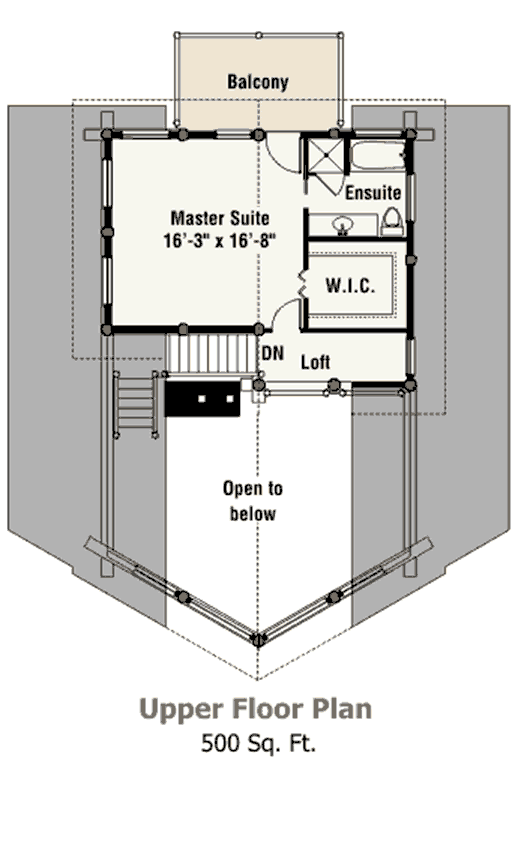 Balcony
Ensuite
Master Suite
16'-3" x 16'-8"
W.I.C.
DN
Loft
Open to
below
Upper Floor Plan
500 Sq. Ft.